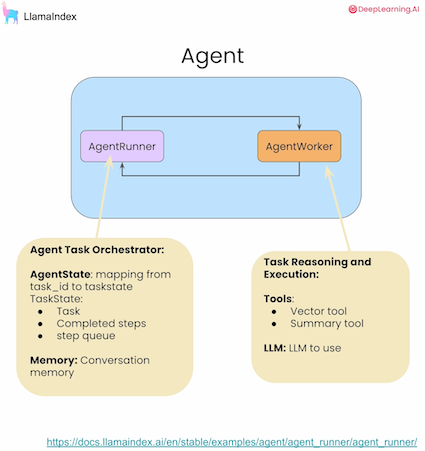 LlamaIndex
DeepLearning.AI
Agent
AgentRunner
AgentWorker
Agent Task Orchestrator:
AgentState: mapping from
task_id to taskstate
TaskState:
● Task
● Completed steps
● step queue
Memory: Conversation
memory
Task Reasoning and
Execution:
Tools:
● Vector tool
● Summary tool
LLM: LLM to use
https://docs.llamaindex.ai/en/stable/examples/agent/agent_runner/agent_runner/